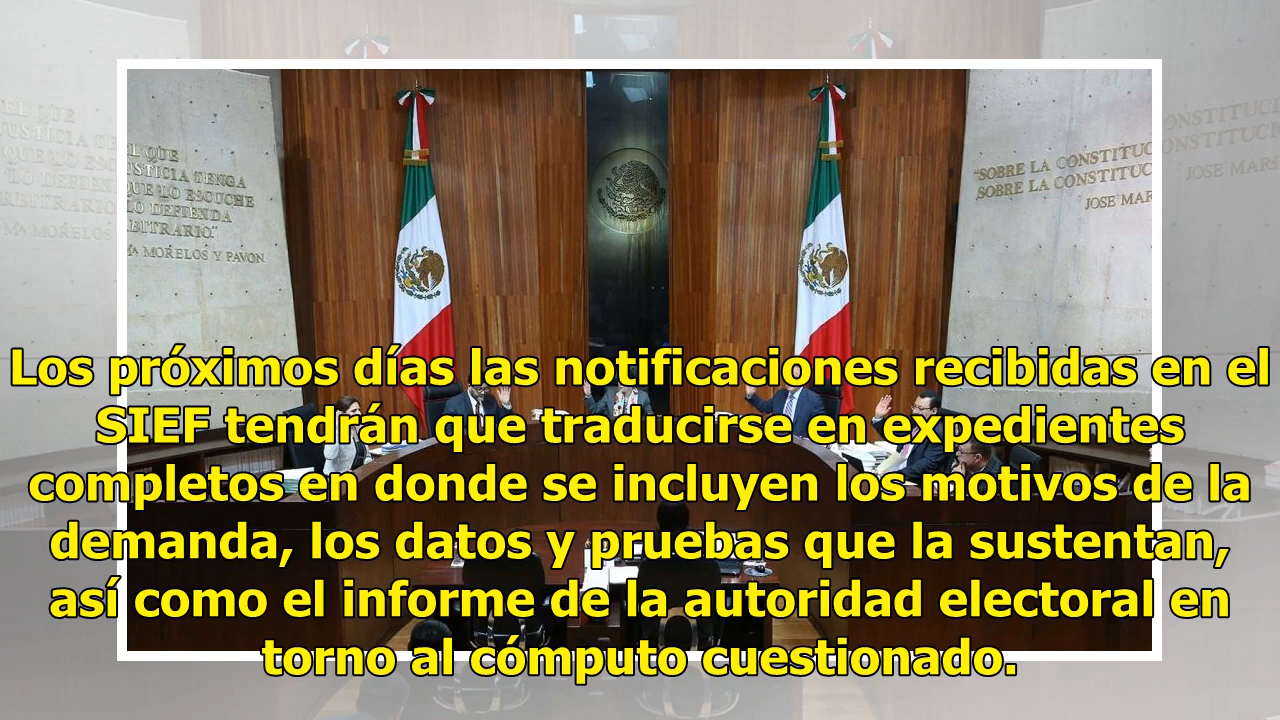 EL QUE
JUSTICIA TENGA
QUE LO ESCUCHE
LO DEFIENDA
ARBITRARIO."
Mª MORELOS Y PAVON
"SOBRE LA CONSTITUC
SOBRE LA CONSTITUC
JOSE MAR
Los próximos días las notificaciones recibidas en el
SIEF tendrán que traducirse en expedientes
completos en donde se incluyen los motivos de la
demanda, los datos y pruebas que la sustentan,
así como el informe de la autoridad electoral en
torno al cómputo cuestionado.